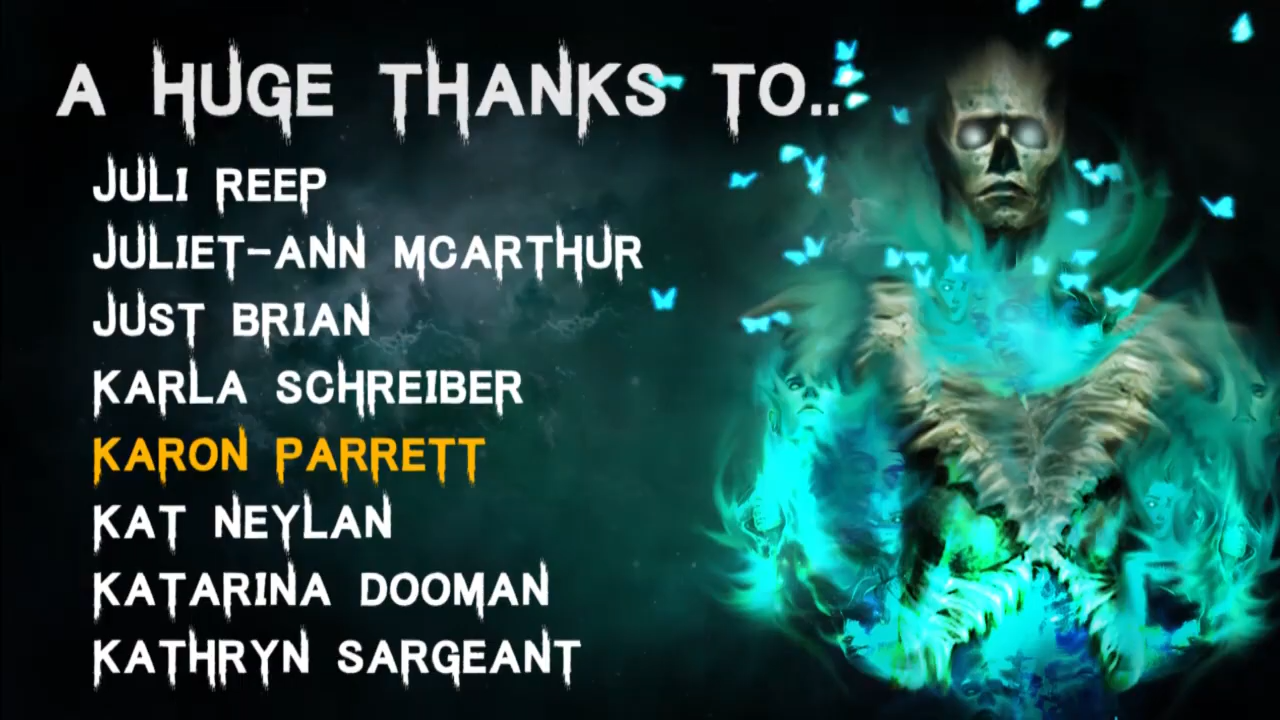 A HUGE THANKS TO..
JULI REEP
JULIET-ANN MCARTHUR
JUST BRIAN
KARLA SCHREIBER
KARON PARRETT
KAT NEYLAN
KATARINA DOOMAN
KATHRYN SARGEANT